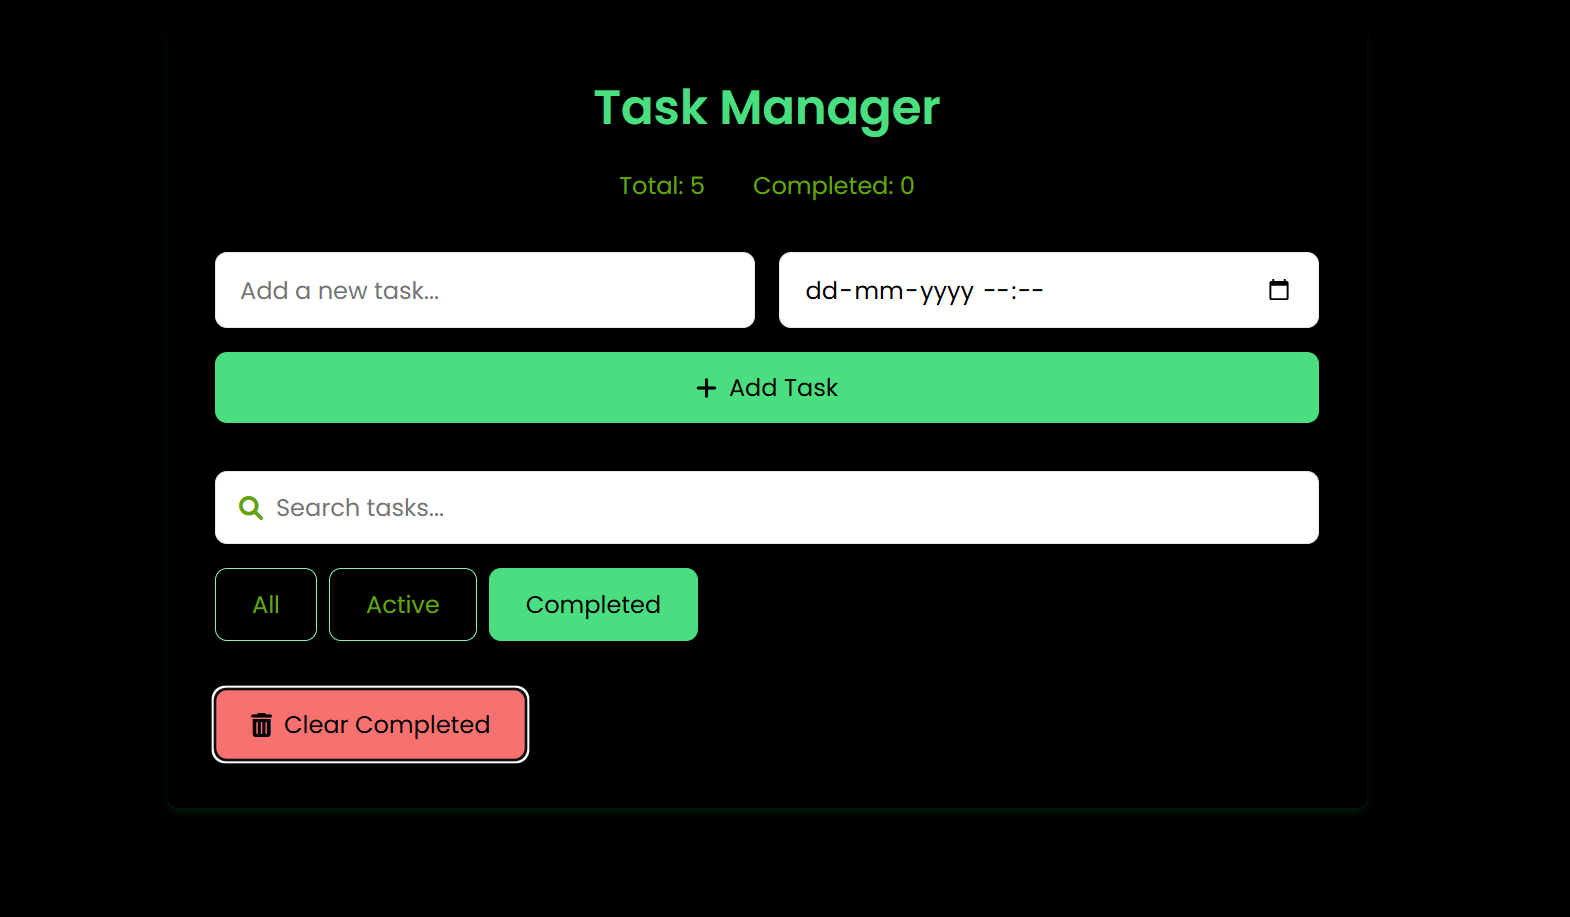 Task Manager
Total: 5 Completed: 0
Add a new task... dd-mm-yyyy --:--
Add Task
Search tasks...
All Active Completed
Clear Completed